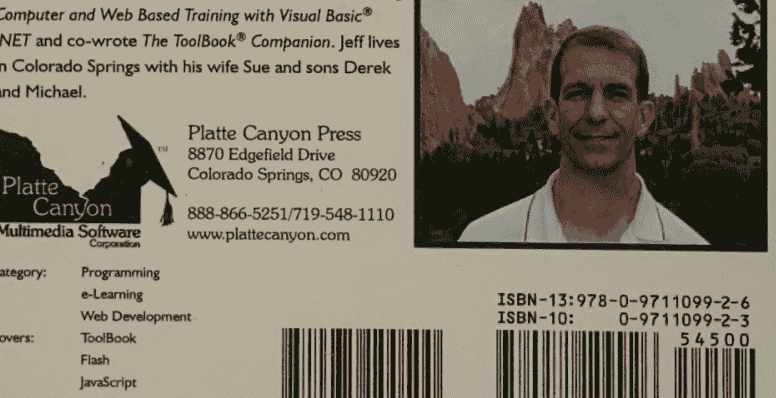 Computer and Web Based Training with Visual Basic®
NET and co-wrote The ToolBook® Companion. Jeff lives
n Colorado Springs with his wife Sue and sons Derek
and Michael.
Platte Canyon Press
8870 Edgefield Drive
Colorado Springs, CO 80920
888-866-5251/719-548-1110
www.plattecanyon.com
TM
Platte
Canyon
Multimedia Software
Corporation
ategory: Programming
e-Learning
Web Development
overs: ToolBook
Flash
JavaScript
ISBN-13:978-0-9711099-2-6
ISBN-10: 0-9711099-2-3
54500